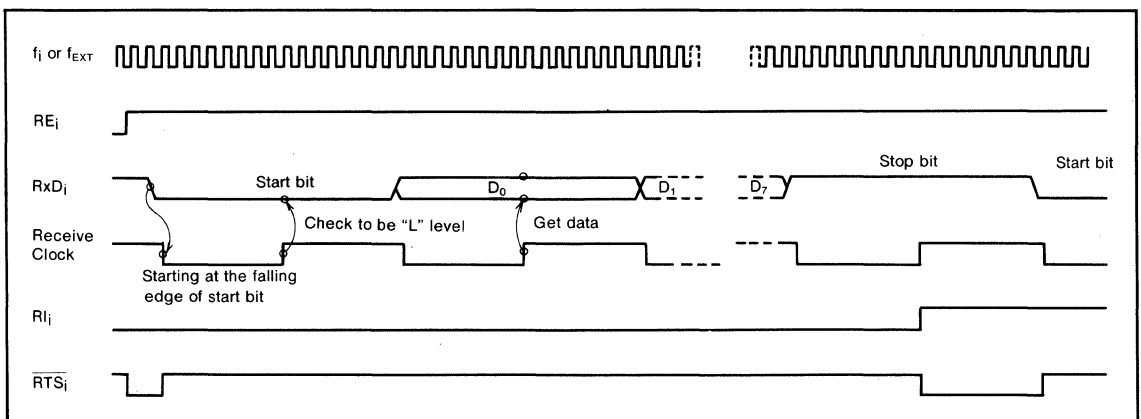 fi or fEXT
REi
RxDi
Start bit
D0
D1
D7
Stop bit
Start bit
Check to be "L" level
Get data
Receive
Clock
Starting at the falling
edge of start bit
RIi
RTSi